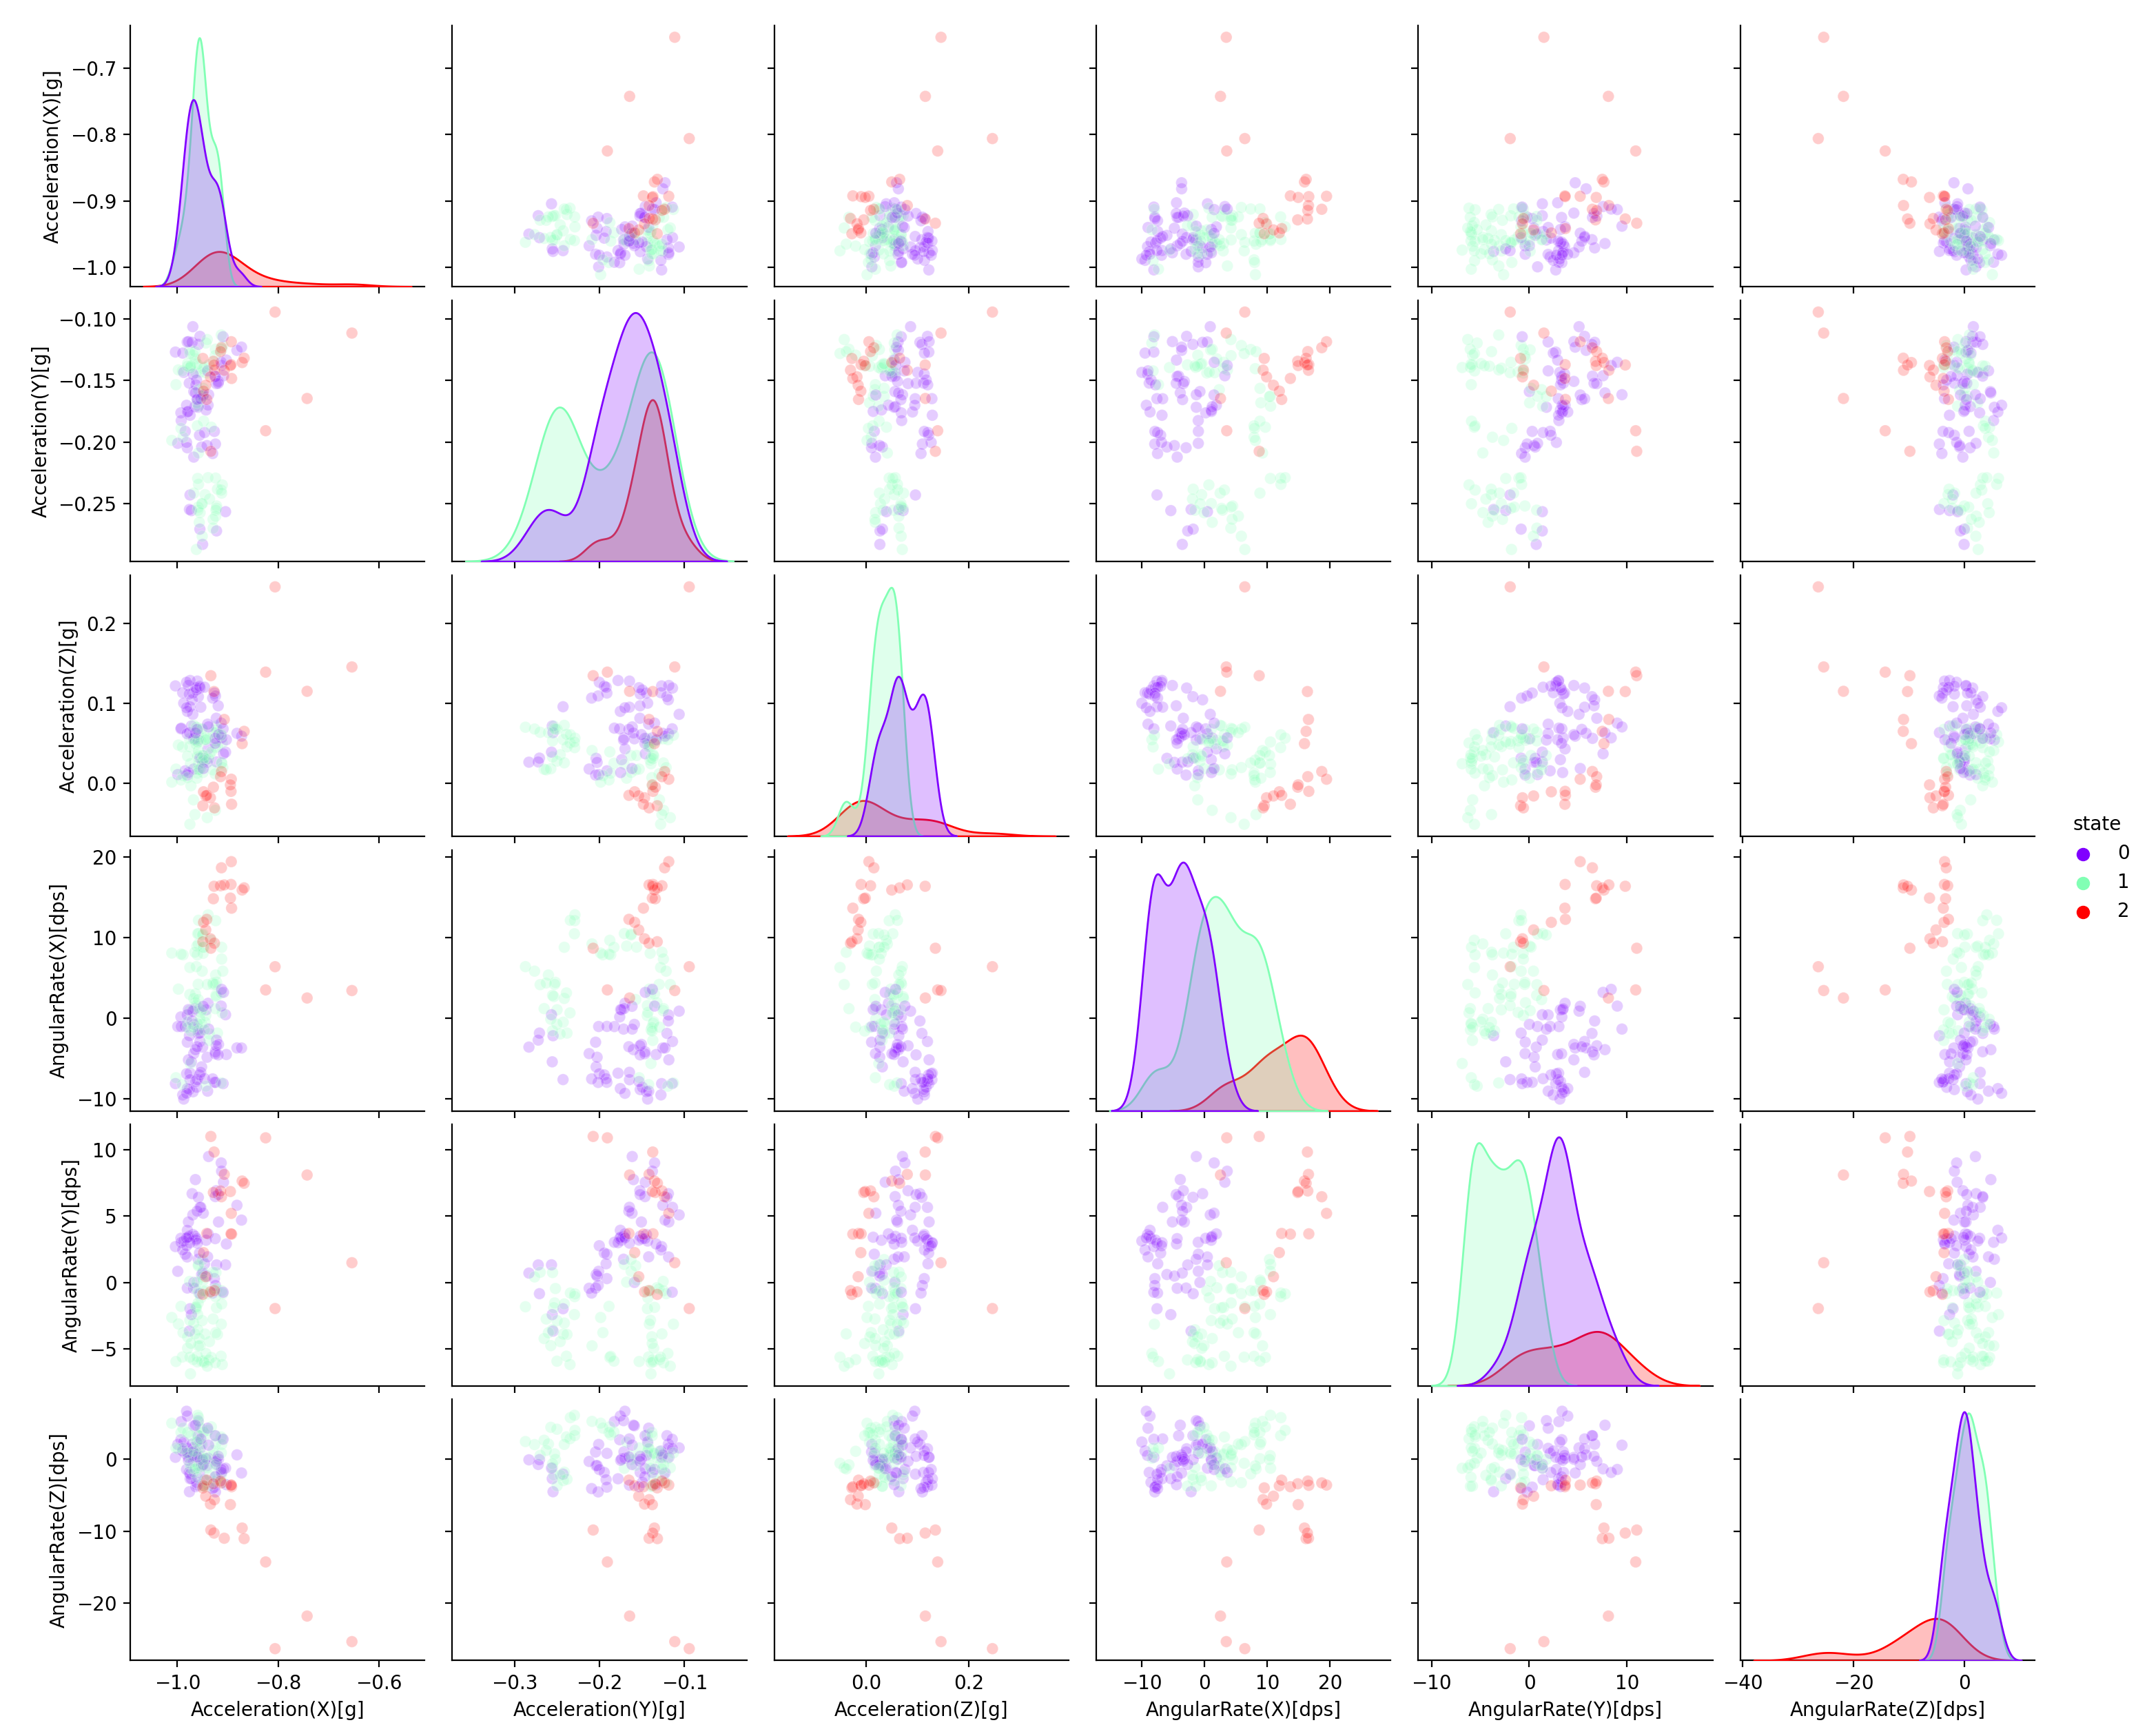 Acceleration(X)[g]
−0.7
−0.8
−0.9
−1.0
Acceleration(Y)[g]
−0.10
−0.15
−0.20
−0.25
Acceleration(Z)[g]
0.2
0.1
0.0
AngularRate(X)[dps]
20
10
0
−10
AngularRate(Y)[dps]
10
5
0
−5
AngularRate(Z)[dps]
0
−10
−20
−1.0 −0.8 −0.6 −0.3 −0.2 −0.1 0.0 0.2 −10 0 10 20 −10 0 10 −40 −20 0
Acceleration(X)[g] Acceleration(Y)[g] Acceleration(Z)[g] AngularRate(X)[dps] AngularRate(Y)[dps] AngularRate(Z)[dps]
state
0
1
2